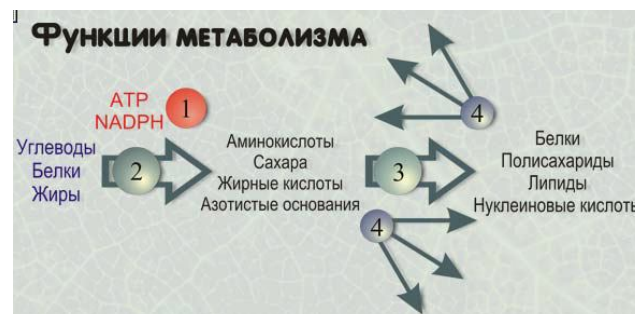 Функции метаболизма
ATP
NADPH
1
Углеводы
Белки
Жиры
2
Аминокислоты
Сахара
Жирные кислоты
Азотистые основания
3
4
4
Белки
Полисахариды
Липиды
Нуклеиновые кислоты